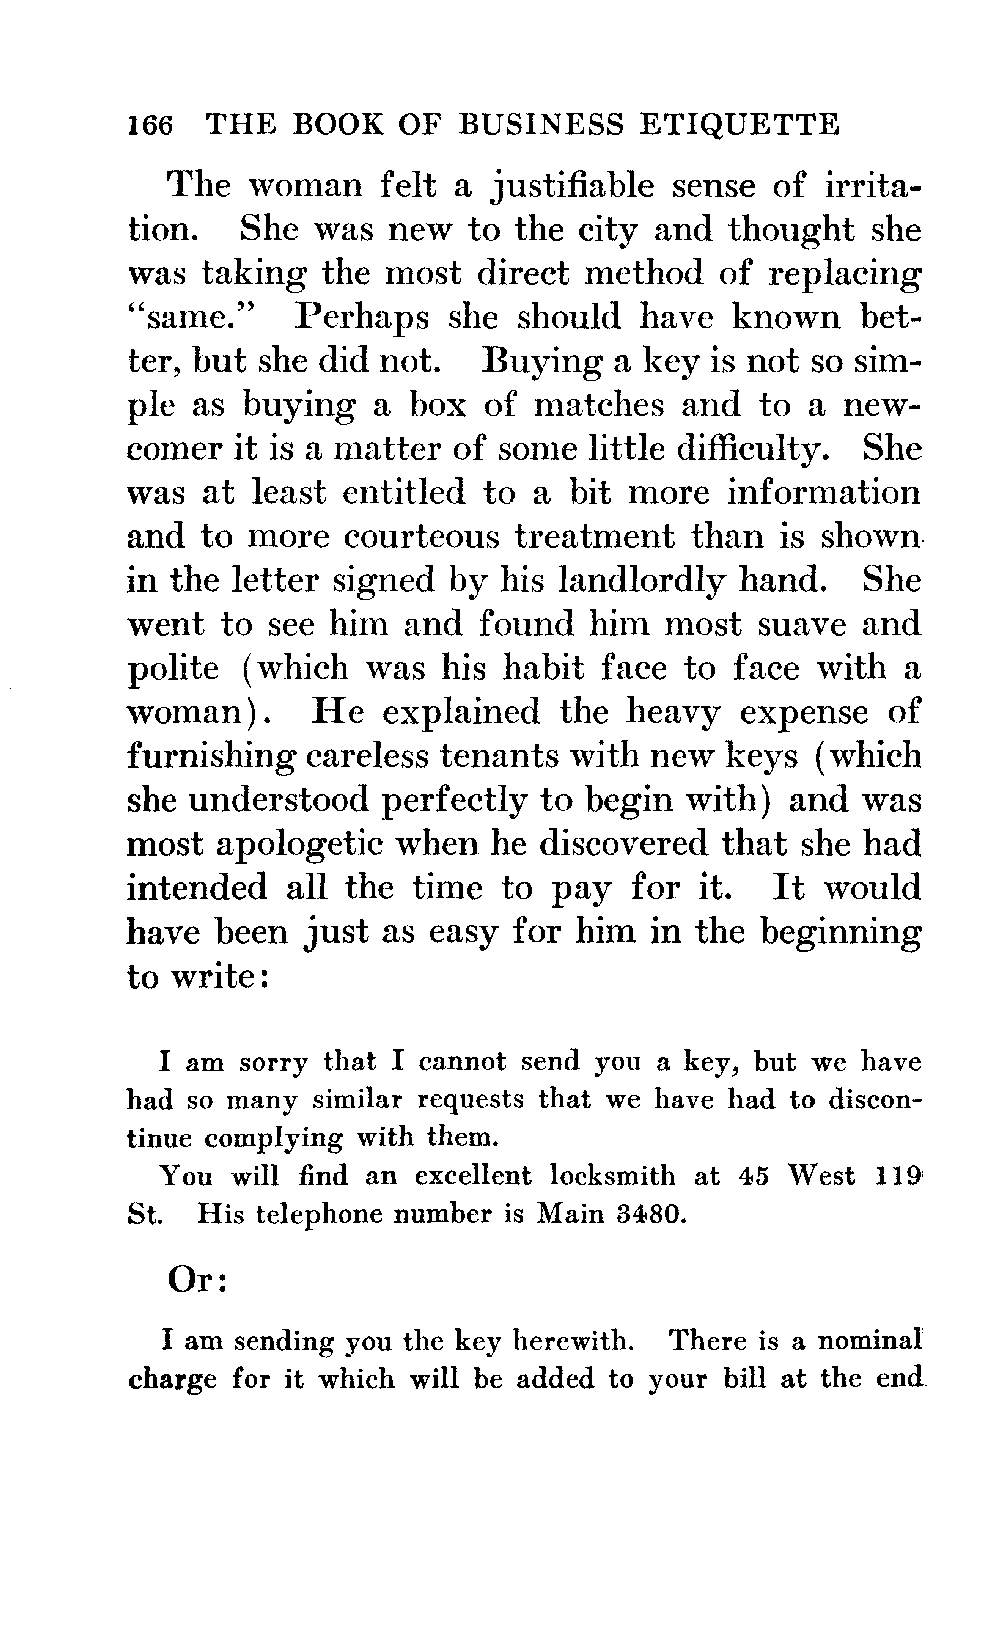 166 THE BOOK OF BUSINESS ETIQUETTE
The woman felt a justifiable sense of irrita-
tion. She was new to the city and thought she
was taking the most direct method of replacing
"same." Perhaps she should have known bet-
ter, but she did not. Buying a key is not so sim-
ple as buying a box of matches and to a new-
comer it is a matter of some little difficulty. She
was at least entitled to a bit more information
and to more courteous treatment than is shown
in the letter signed by his landlordly hand. She
went to see him and found him most suave and
polite (which was his habit face to face with a
woman). He explained the heavy expense of
furnishing careless tenants with new keys (which
she understood perfectly to begin with) and was
most apologetic when he discovered that she had
intended all the time to pay for it. It would
have been just as easy for him in the beginning
to write:
I am sorry that I cannot send you a key, but we have
had so many similar requests that we have had to discon-
tinue complying with them.
You will find an excellent locksmith at 45 West 119
St. His telephone number is Main 3480.
Or:
I am sending you the key herewith. There is a nominal
charge for it which will be added to your bill at the end